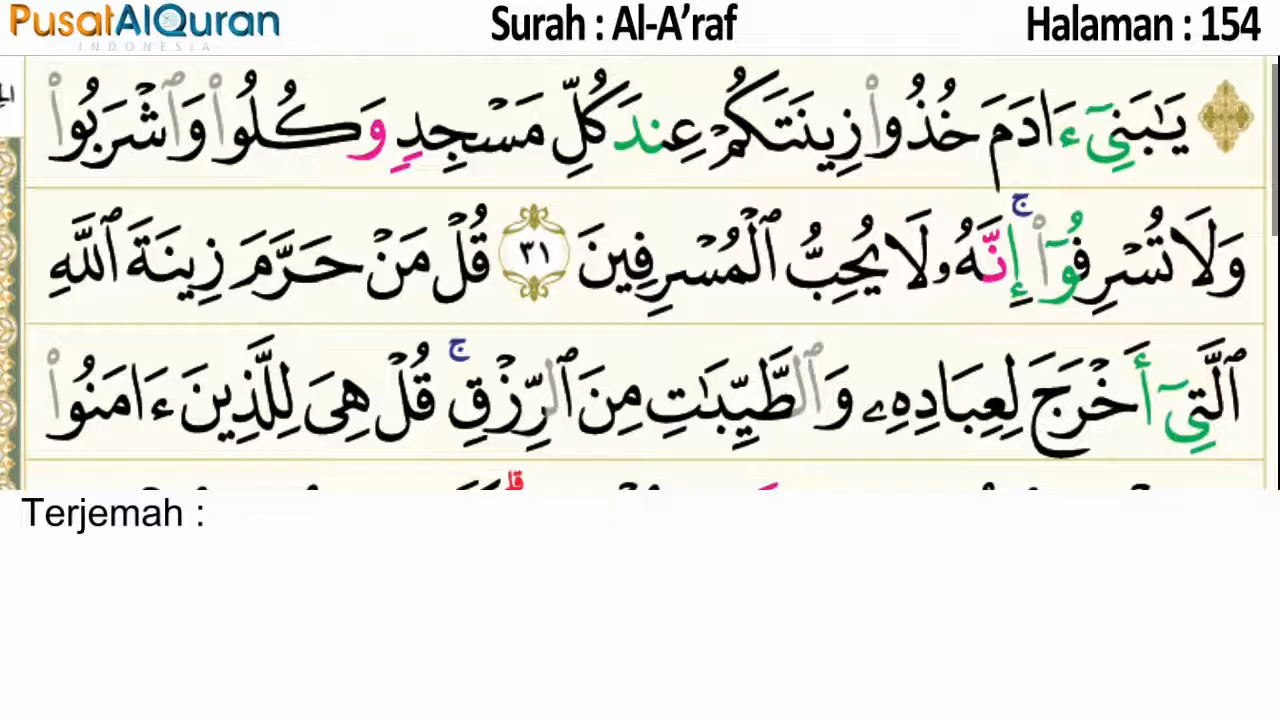 PusatAlQuran
INDONESIA
Surah : Al-A’raf
Halaman : 154
يَٰبَنِىٓ ءَادَمَ خُذُوا۟ زِينَتَكُمْ عِندَ كُلِّ مَسْجِدٍ وَكُلُوا۟ وَٱشْرَبُوا۟
وَلَا تُسْرِفُوٓا۟ ۚ إِنَّهُۥ لَا يُحِبُّ ٱلْمُسْرِفِينَ ٣١ قُلْ مَنْ حَرَّمَ زِينَةَ ٱللَّهِ
ٱلَّتِىٓ أَخْرَجَ لِعِبَادِهِۦ وَٱلطَّيِّبَٰتِ مِنَ ٱلرِّزْقِ ۚ قُلْ هِىَ لِلَّذِينَ ءَامَنُوا۟
Terjemah :